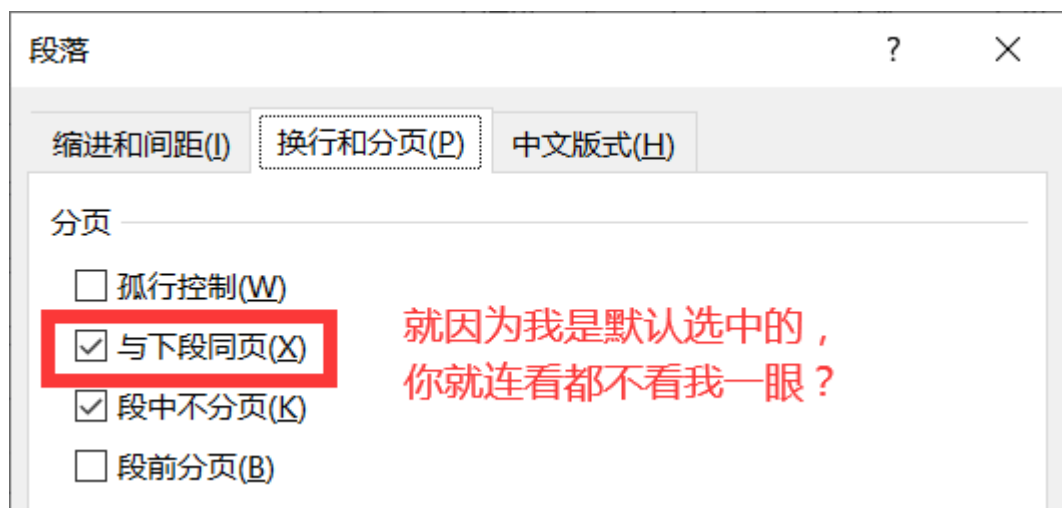 段落 ?
缩进和间距(I) 换行和分页(P) 中文版式(H)
分页
孤行控制(W)
与下段同页(X)
就因为我是默认选中的，
你就连看都不看我一眼？
段中不分页(K)
段前分页(B)